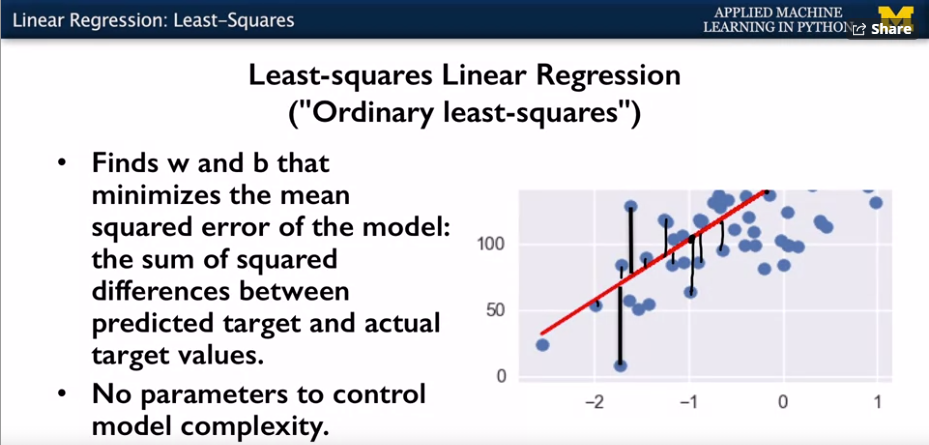 Linear Regression: Least-Squares
APPLIED MACHINE
LEARNING IN PYTHON
Share
Least-squares Linear Regression
("Ordinary least-squares")
• Finds w and b that
minimizes the mean
squared error of the model:
the sum of squared
differences between
predicted target and actual
target values.
• No parameters to control
model complexity.
100
50
0
−2
−1
0
1